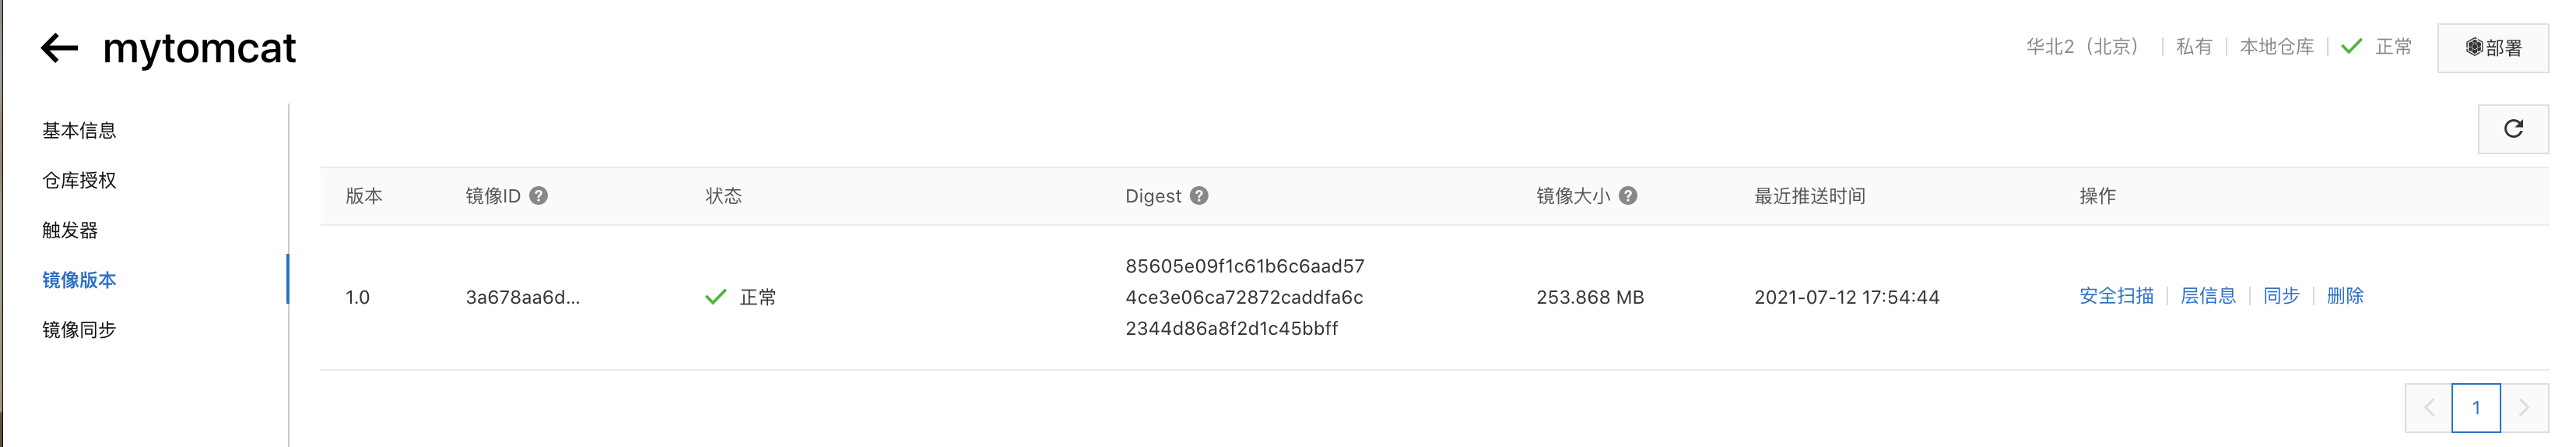 mytomcat
华北2（北京） 私有 本地仓库 正常 部署
基本信息
仓库授权
触发器
镜像版本
镜像同步
版本 镜像ID 状态 Digest 镜像大小 最近推送时间 操作
1.0 3a678aa6d... 正常 85605e09f1c61b6c6aad57 253.868 MB 2021-07-12 17:54:44 安全扫描 层信息 同步 删除
4ce3e06ca72872caddfa6c
2344d86a8f2d1c45bbff
1